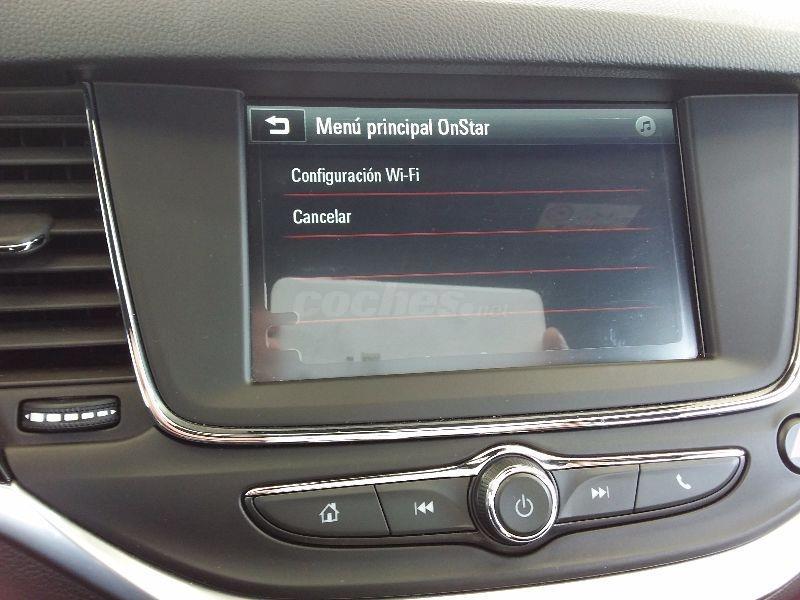 Menú principal OnStar
Configuración Wi-Fi
Cancelar
coches.net